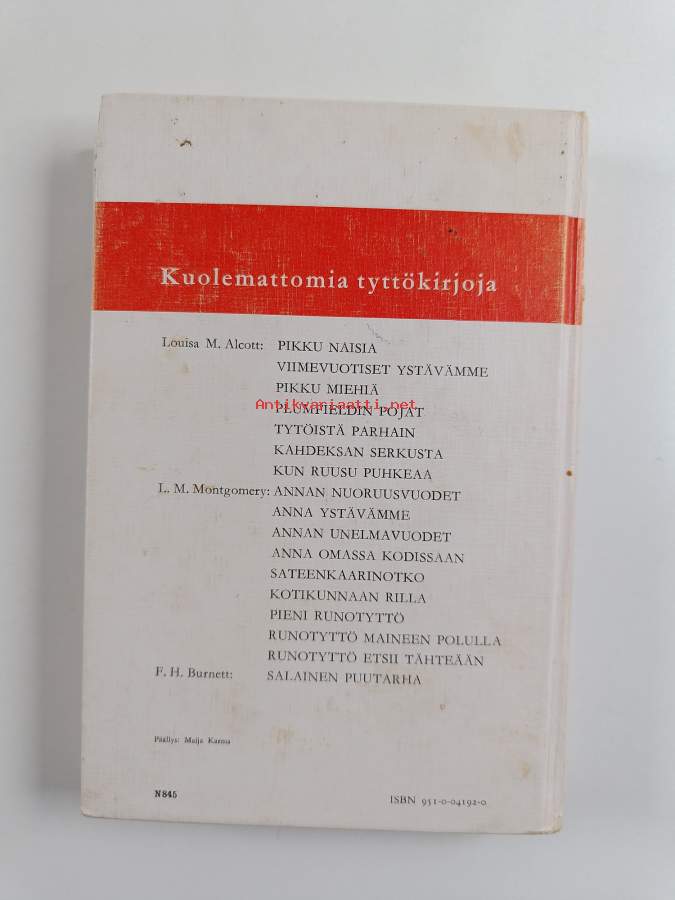 Kuolemattomia tyttökirjoja
Louisa M. Alcott: PIKKU NAISIA
VIIMEVUOTISET YSTÄVÄMME
PIKKU MIEHIÄ
Antikvariaatti.net
PLUMFIELDIN POJAT
TYTÖISTÄ PARHAIN
KAHDEKSAN SERKUSTA
KUN RUUSU PUHKEAA
L. M. Montgomery: ANNAN NUORUUSVUODET
ANNA YSTÄVÄMME
ANNAN UNELMAVUODET
ANNA OMASSA KODISSAAN
SATEENKAARINOTKO
KOTIKUNNAAN RILLA
PIENI RUNOTYTTÖ
RUNOTYTTÖ MAINEEN POLULLA
RUNOTYTTÖ ETSII TÄHTEÄÄN
F. H. Burnett: SALAINEN PUUTARHA
Päällys: Maija Karma
N845
ISBN 951-0-04192-0